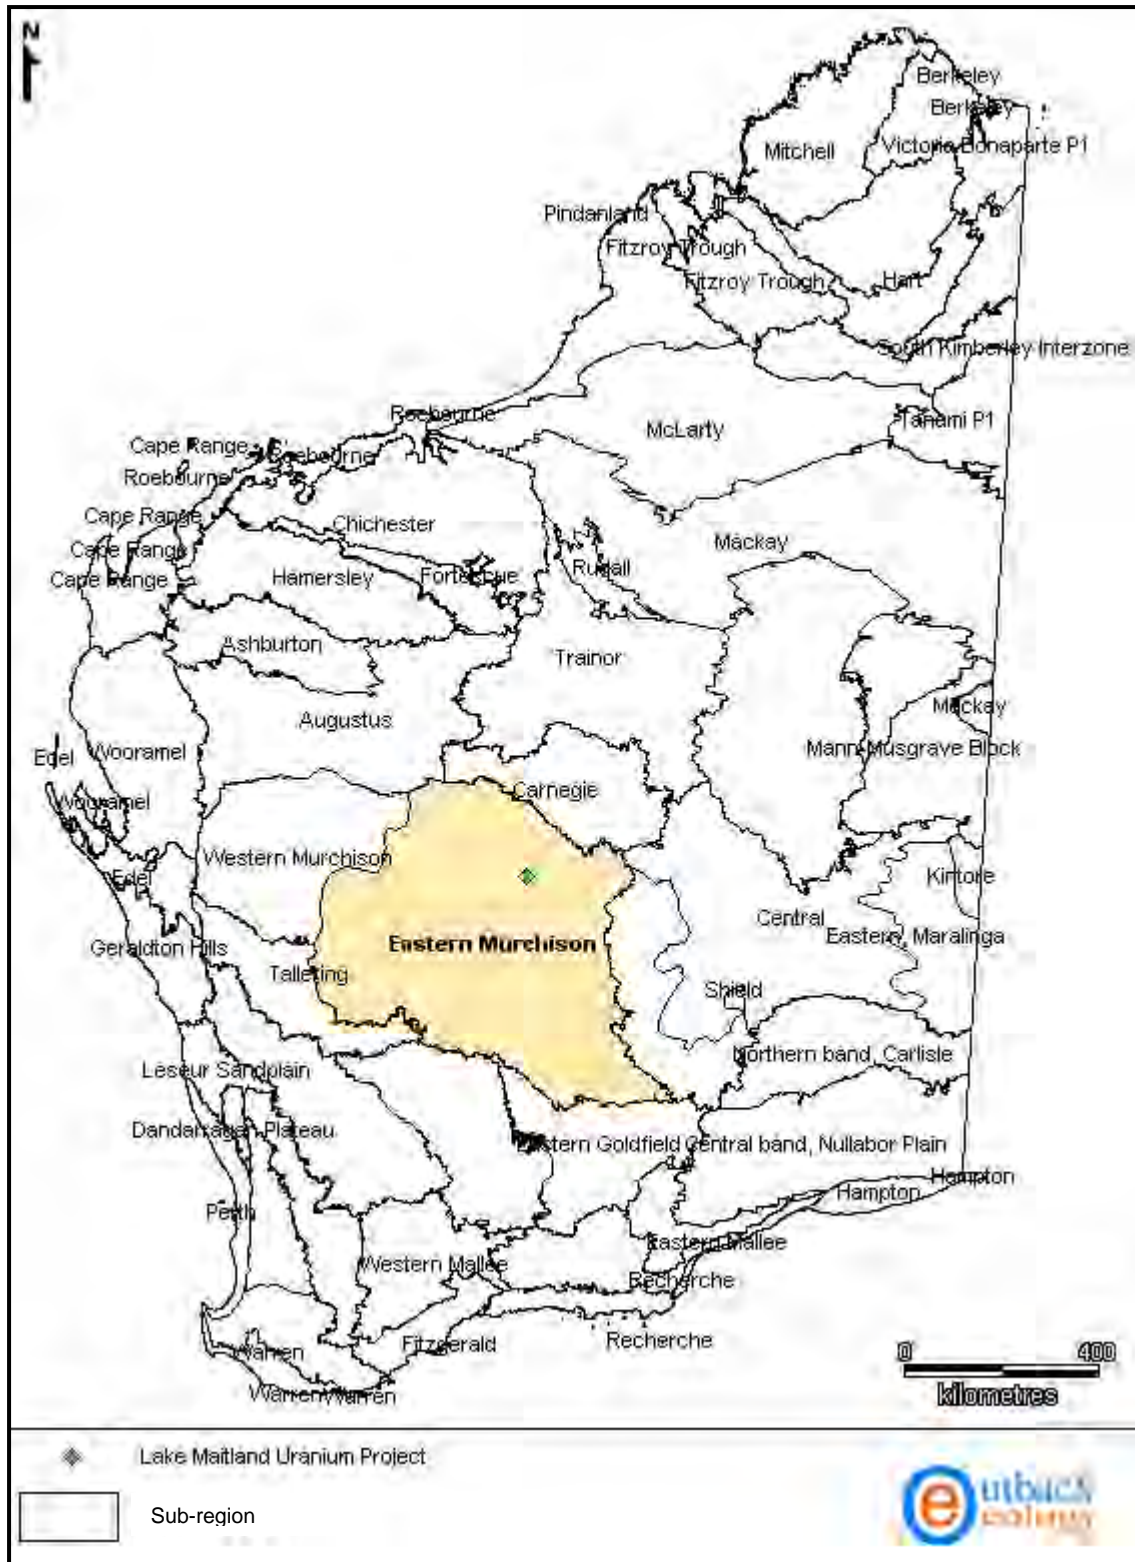 N
Berkeley
Berkeley
Mitchell
Victoria Bonaparte P1
Pindanland
Fitzroy Trough
Fitzroy Trough
Hart
South Kimberley Interzone
Roebourne
Tanami P1
McLarty
Cape Range
Roebourne
Roebourne
Cape Range
Chichester
Mackay
Cape Range
Cape Range
Hamersley
Fortescue
Rudall
Ashburton
Trainor
Mackay
Augustus
Edel
Wooramel
Mann-Musgrave Block
Carnegie
Wooramel
Western Murchison
Edel
Kintore
Central
Eastern, Maralinga
Geraldton Hills
Eastern Murchison
Tallering
Shield
Northern band, Carlisle
Leseur Sandplain
Dandarragan Plateau
Eastern Goldfield
Central band, Nullabor Plain
Hampton
Hampton
Perth
Eastern Mallee
Western Mallee
Recherche
Recherche
Fitzgerald
Warren
Warren
Warren
0 400
kilometres
Lake Maitland Uranium Project
Sub-region
outback
ecology